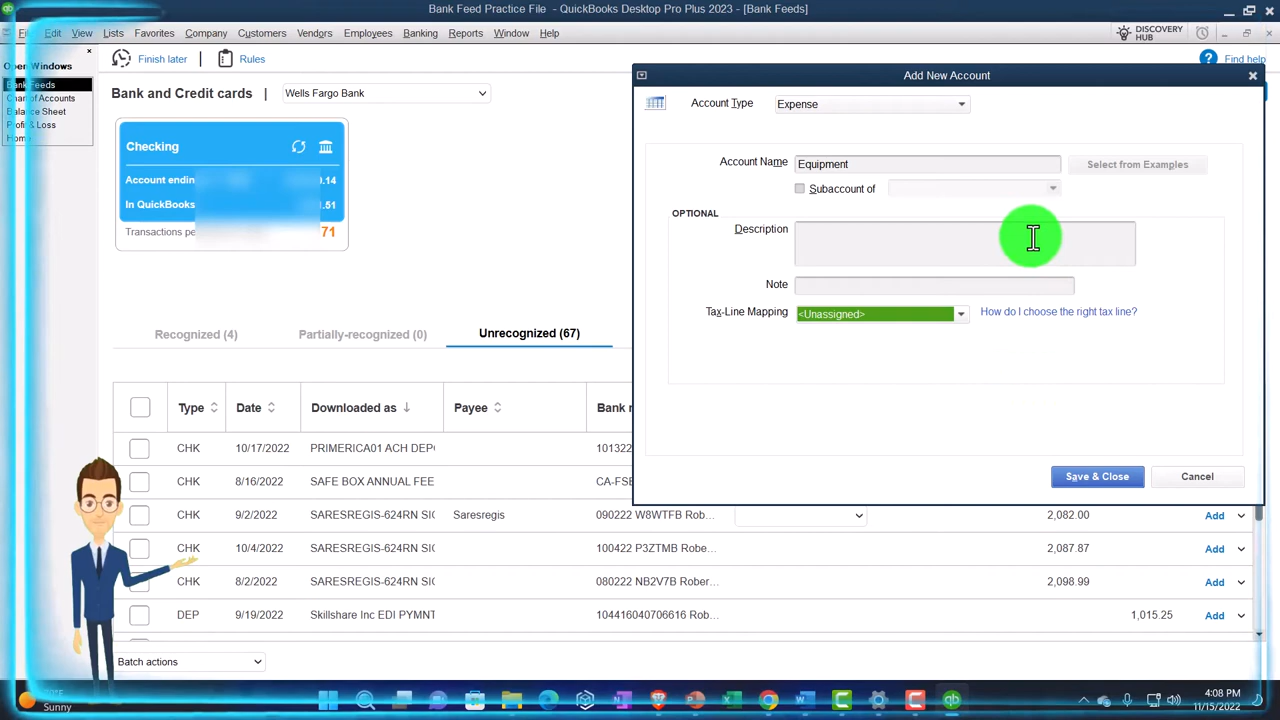 Bank Feed Practice File - QuickBooks Desktop Pro Plus 2023 - [Bank Feeds]
Edit View Lists Favorites Company Customers Vendors Employees Banking Reports Window Help
DISCOVERY HUB
Open Windows
Bank Feeds
Chart of Accounts
Balance Sheet
Profit & Loss
Home
Finish later | Rules
Find help
Bank and Credit cards | Wells Fargo Bank
Checking
Account ending .14
In QuickBooks .51
Transactions pe 71
Add New Account
Account Type Expense
Account Name Equipment Select from Examples
Subaccount of
OPTIONAL
Description
Note
Tax-Line Mapping <Unassigned> How do I choose the right tax line?
Save & Close Cancel
Recognized (4) Partially-recognized (0) Unrecognized (67)
Type Date Downloaded as Payee Bank
CHK 10/17/2022 PRIMERICA01 ACH DEP 101322
CHK 8/16/2022 SAFE BOX ANNUAL FEE CA-FSB
CHK 9/2/2022 SARESREGIS-624RN SI Saresregis 090222 W8WTFB Rob... 2,082.00 Add
CHK 10/4/2022 SARESREGIS-624RN SI 100422 P3ZTMB Robe... 2,087.87 Add
CHK 8/2/2022 SARESREGIS-624RN SI 080222 NB2V7B Rober... 2,098.99 Add
DEP 9/19/2022 Skillshare Inc EDI PYMNT 104416040706616 Rob... 1,015.25 Add
Batch actions
Sunny
4:08 PM
11/15/2022